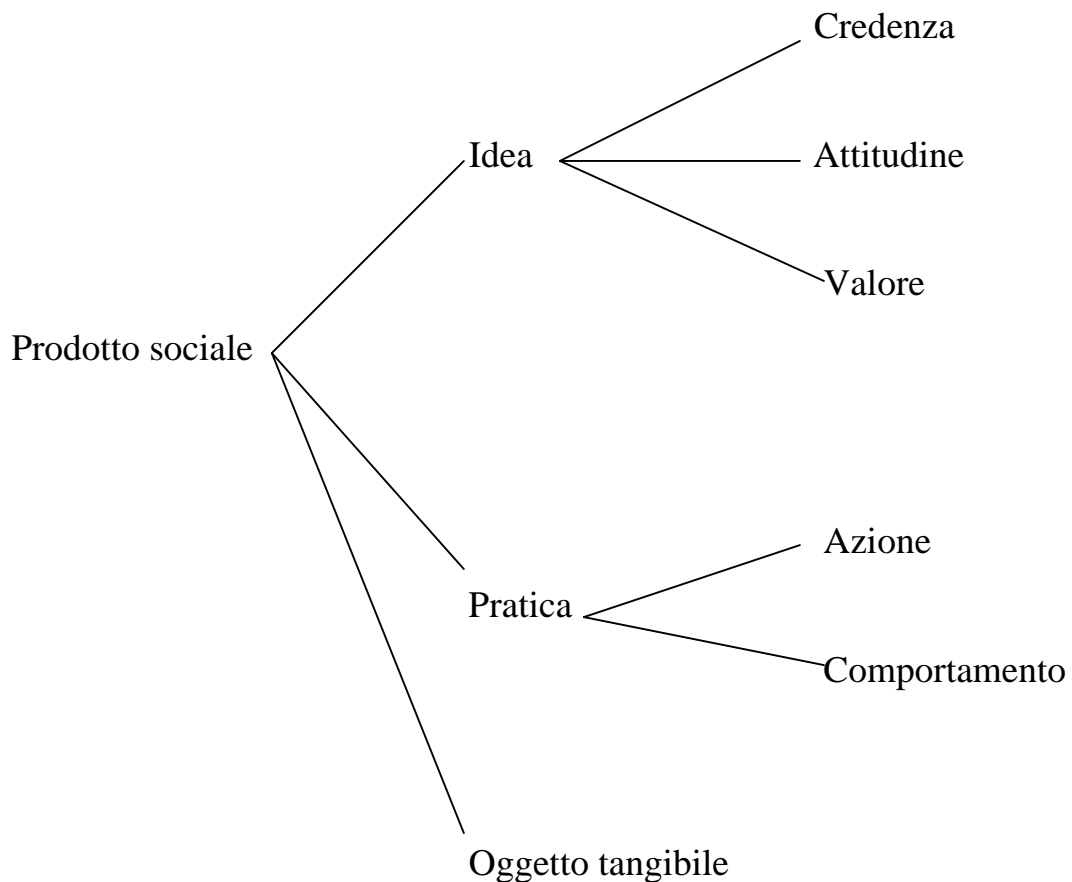 Credenza
Idea
Attitudine
Valore
Prodotto sociale
Azione
Pratica
Comportamento
Oggetto tangibile